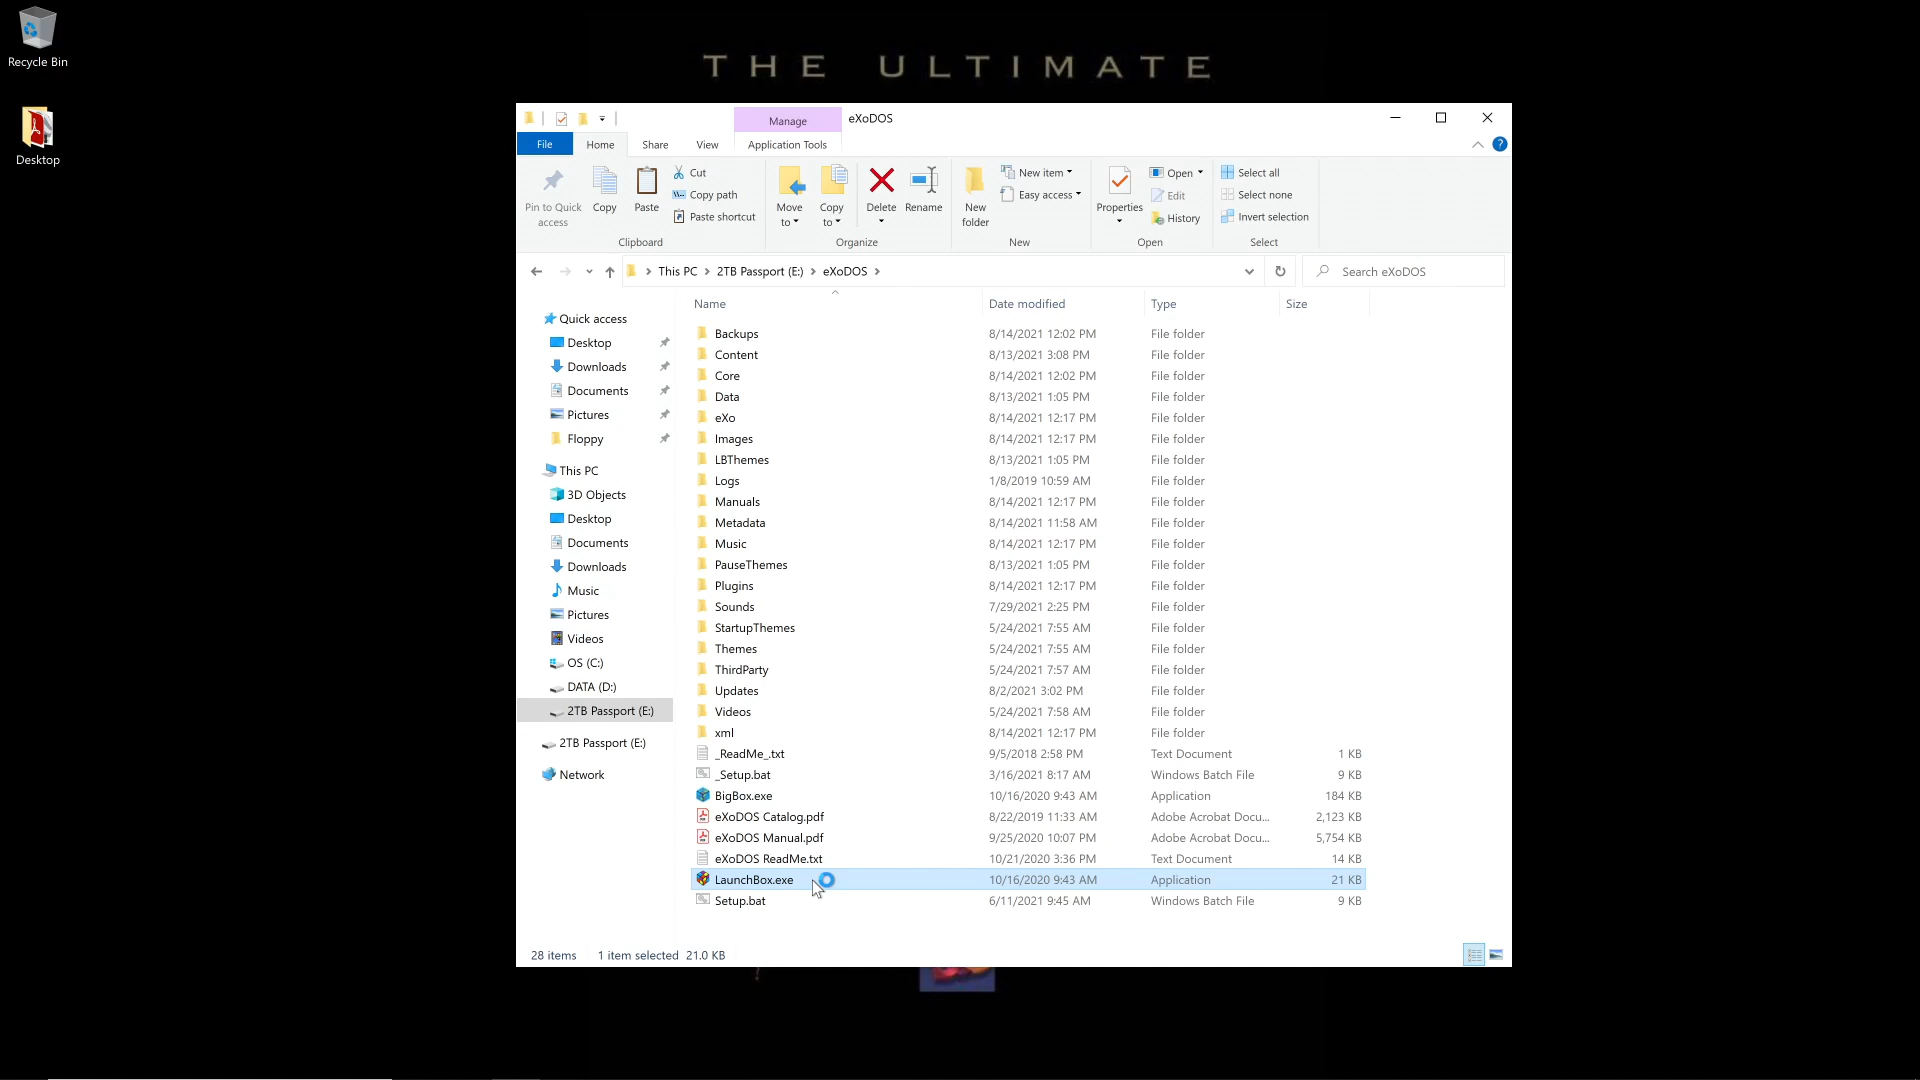 Recycle Bin
Desktop
THE ULTIMATE
Manage
eXoDOS
File
Home
Share
View
Application Tools
Pin to Quick access
Copy
Paste
Cut
Copy path
Paste shortcut
Clipboard
Move to
Copy to
Delete
Rename
Organize
New folder
New item
Easy access
New
Properties
Open
Edit
History
Open
Select all
Select none
Invert selection
Select
This PC
2TB Passport (E:)
eXoDOS
Search eXoDOS
Quick access
Desktop
Downloads
Documents
Pictures
Floppy
This PC
3D Objects
Desktop
Documents
Downloads
Music
Pictures
Videos
OS (C:)
DATA (D:)
2TB Passport (E:)
2TB Passport (E:)
Network
Name Date modified Type Size
Backups 8/14/2021 12:02 PM File folder
Content 8/13/2021 3:08 PM File folder
Core 8/14/2021 12:02 PM File folder
Data 8/13/2021 1:05 PM File folder
eXo 8/14/2021 12:17 PM File folder
Images 8/14/2021 12:17 PM File folder
LBThemes 8/13/2021 1:05 PM File folder
Logs 1/8/2019 10:59 AM File folder
Manuals 8/14/2021 12:17 PM File folder
Metadata 8/14/2021 11:58 AM File folder
Music 8/14/2021 12:17 PM File folder
PauseThemes 8/13/2021 1:05 PM File folder
Plugins 8/14/2021 12:17 PM File folder
Sounds 7/29/2021 2:25 PM File folder
StartupThemes 5/24/2021 7:55 AM File folder
Themes 5/24/2021 7:55 AM File folder
ThirdParty 5/24/2021 7:57 AM File folder
Updates 8/2/2021 3:02 PM File folder
Videos 5/24/2021 7:58 AM File folder
xml 8/14/2021 12:17 PM File folder
_ReadMe_.txt 9/5/2018 2:58 PM Text Document 1 KB
_Setup.bat 3/16/2021 8:17 AM Windows Batch File 9 KB
BigBox.exe 10/16/2020 9:43 AM Application 184 KB
eXoDOS Catalog.pdf 8/22/2019 11:33 AM Adobe Acrobat Docu... 2,123 KB
eXoDOS Manual.pdf 9/25/2020 10:07 PM Adobe Acrobat Docu... 5,754 KB
eXoDOS ReadMe.txt 10/21/2020 3:36 PM Text Document 14 KB
LaunchBox.exe 10/16/2020 9:43 AM Application 21 KB
Setup.bat 6/11/2021 9:45 AM Windows Batch File 9 KB
28 items 1 item selected 21.0 KB